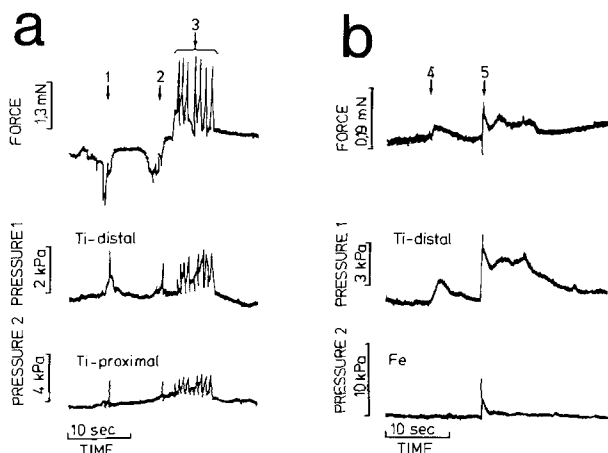 a
1
2
3
FORCE
1,3 mN
PRESSURE 1
2 kPa
Ti-distal
PRESSURE 2
4 kPa
Ti-proximal
10 sec
TIME
b
4
5
FORCE
0,19 mN
PRESSURE 1
3 kPa
Ti-distal
PRESSURE 2
10 kPa
Fe
10 sec
TIME